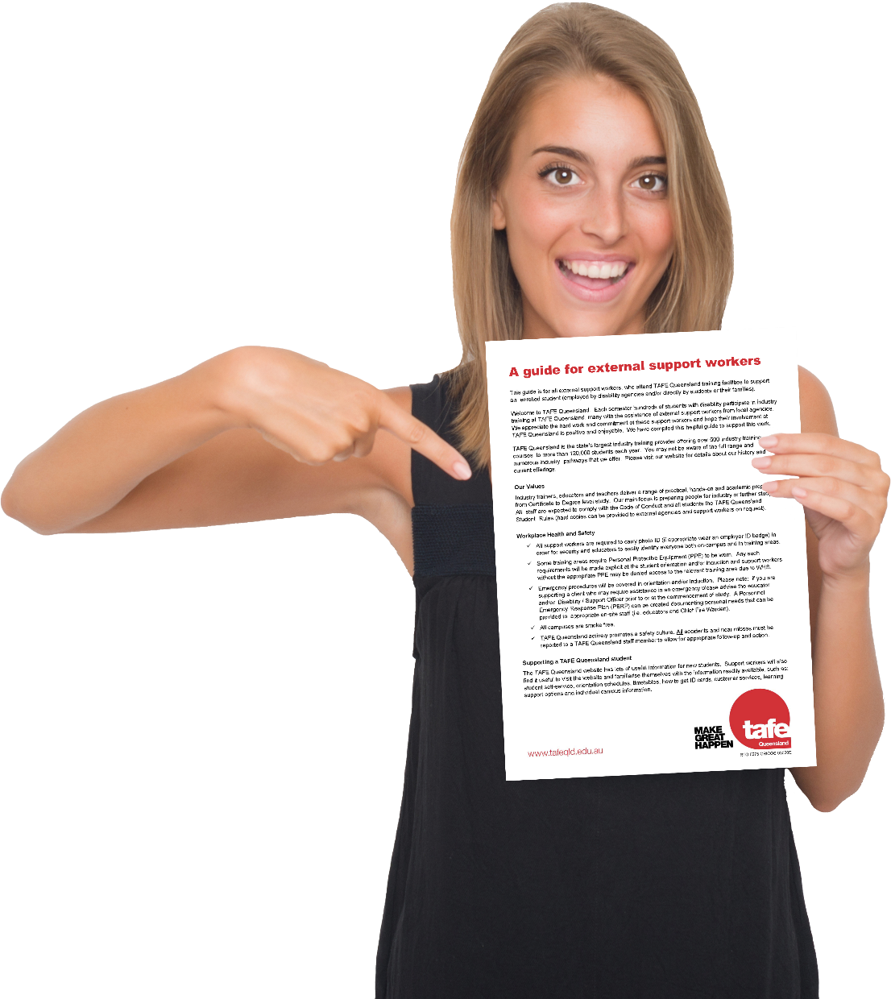 A guide for external support workers
This guide is for all external support workers, who attend TAFE Queensland training facilities to support
an enrolled student (employed by disability agencies and/or directly by students or their families).
Welcome to TAFE Queensland. Each semester hundreds of students with disability participate in industry
training at TAFE Queensland, many with the assistance of external support workers from local agencies.
We appreciate the hard work and commitment of these support workers and hope their involvement at
TAFE Queensland is positive and enjoyable. We have compiled this helpful guide to support this work.
TAFE Queensland is the state's largest industry training provider offering over 500 industry training
courses to more than 120,000 students each year. You may not be aware of the full range and
numerous industry pathways that we offer. Please visit our website for details about our history and
current offerings.
Our Values
Industry trainers, educators and teachers deliver a range of practical, hands-on and academic
from Certificate to Degree level study. Our main focus is preparing people for industry or further
All staff are expected to comply with the Code of Conduct and all students the TAFE Queensland
Student Rules (hard copies can be provided to external agencies and support workers on request).
Workplace Health and Safety
✓ All support workers are required to carry photo ID (if appropriate wear an employer ID badge) in
order for security and educators to easily identify everyone both on-campus and in training areas.
✓ Some training areas require Personal Protective Equipment (PPE) to be worn. Any such
requirements will be made explicit at the student orientation and/or induction and support workers
without the appropriate PPE may be denied access to the relevant training area due to WHS.
✓ Emergency procedures will be covered in orientation and/or induction. Please note: if you are
supporting a client who may require assistance in an emergency please advise the educator
and/or Disability / Support Officer prior to or at the commencement of study. A Personnel
Emergency Response Plan (PERP) can be created documenting personal needs that can be
provided to appropriate on-site staff (i.e. educators and Chief Fire Warden).
✓ All campuses are smoke free.
✓ TAFE Queensland actively promotes a safety culture. All accidents and near misses must be
reported to a TAFE Queensland staff member to allow for appropriate follow-up and action.
Supporting a TAFE Queensland student
The TAFE Queensland website has lots of useful information for new students. Support workers will also
find it useful to visit the website and familiarise themselves with the information readily available, such as:
student self-service, orientation schedules, timetables, how to get ID cards, customer services, learning
support options and individual campus information.
www.tafeqld.edu.au
MAKE
GREAT
HAPPEN
tafe
Queensland
RTO 0275 CRICOS